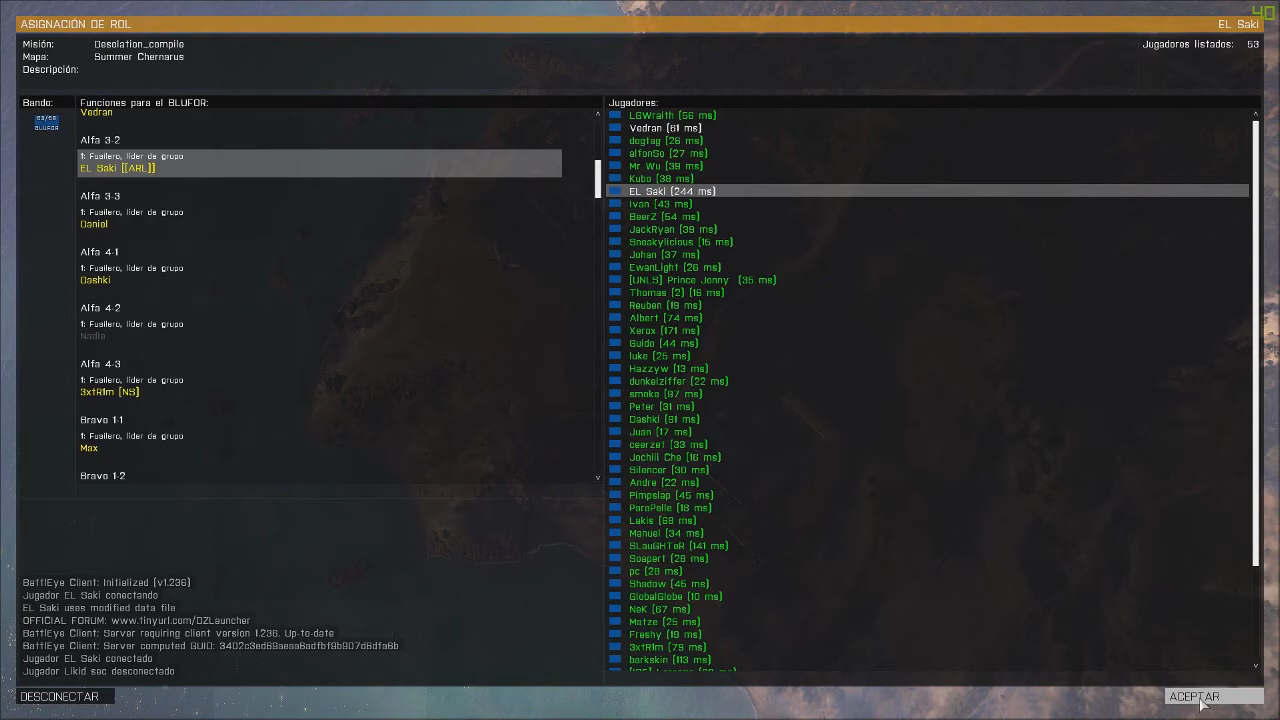 40
ASIGNACIÓN DE ROL
EL Saki
Misión: Desolation_compile
Mapa: Summer Chernarus
Descripción:
Jugadores listados: 53
Bando:
BLUFOR
Funciones para el BLUFOR:
Vedran
Alfa 3-2
1: Fusilero, líder de grupo
EL Saki [[ARL]]
Alfa 3-3
1: Fusilero, líder de grupo
Daniel
Alfa 4-1
1: Fusilero, líder de grupo
Dashki
Alfa 4-2
1: Fusilero, líder de grupo
Nadie
Alfa 4-3
1: Fusilero, líder de grupo
3xtR1m [NS]
Bravo 1-1
1: Fusilero, líder de grupo
Max
Bravo 1-2
Jugadores:
LGWraith (56 ms)
Vedran (61 ms)
dogtag (26 ms)
alfonSo (27 ms)
Mr Wu (39 ms)
Kubo (38 ms)
EL Saki (244 ms)
Ivan (43 ms)
BeerZ (54 ms)
JackRyan (39 ms)
Sneakylicious (15 ms)
Johan (37 ms)
EwanLight (26 ms)
[UNLS] Prince Jonny (35 ms)
Thomas (2) (16 ms)
Reuben (19 ms)
Albert (74 ms)
Xerox (171 ms)
Guido (44 ms)
luke (25 ms)
Hazzyw (13 ms)
dunkelziffer (22 ms)
smoke (97 ms)
Peter (31 ms)
Dashki (91 ms)
Juan (17 ms)
ceerzet (33 ms)
Jochill Che (16 ms)
Silencer (30 ms)
Andre (22 ms)
Pimpslap (45 ms)
ParaPelle (18 ms)
Lakis (69 ms)
Manuel (34 ms)
SLauGHTeR (141 ms)
Soapert (28 ms)
pc (28 ms)
Shadow (45 ms)
GlobalGlobe (10 ms)
NeK (67 ms)
Matze (25 ms)
Freshy (19 ms)
3xtR1m (79 ms)
barkskin (113 ms)
BattlEye Client: Initialized (v1.236)
Jugador EL Saki conectando
EL Saki uses modified data file
OFFICIAL FORUM: www.tinyurl.com/DZLauncher
BattlEye Client: Server requiring client version 1.236. Up-to-date
BattlEye Client: Server computed GUID: 3402c3ed69aeaa6adfbf9b907d6dfa6b
Jugador EL Saki conectado
Jugador Likid sec desconectado
DESCONECTAR
ACEPTAR